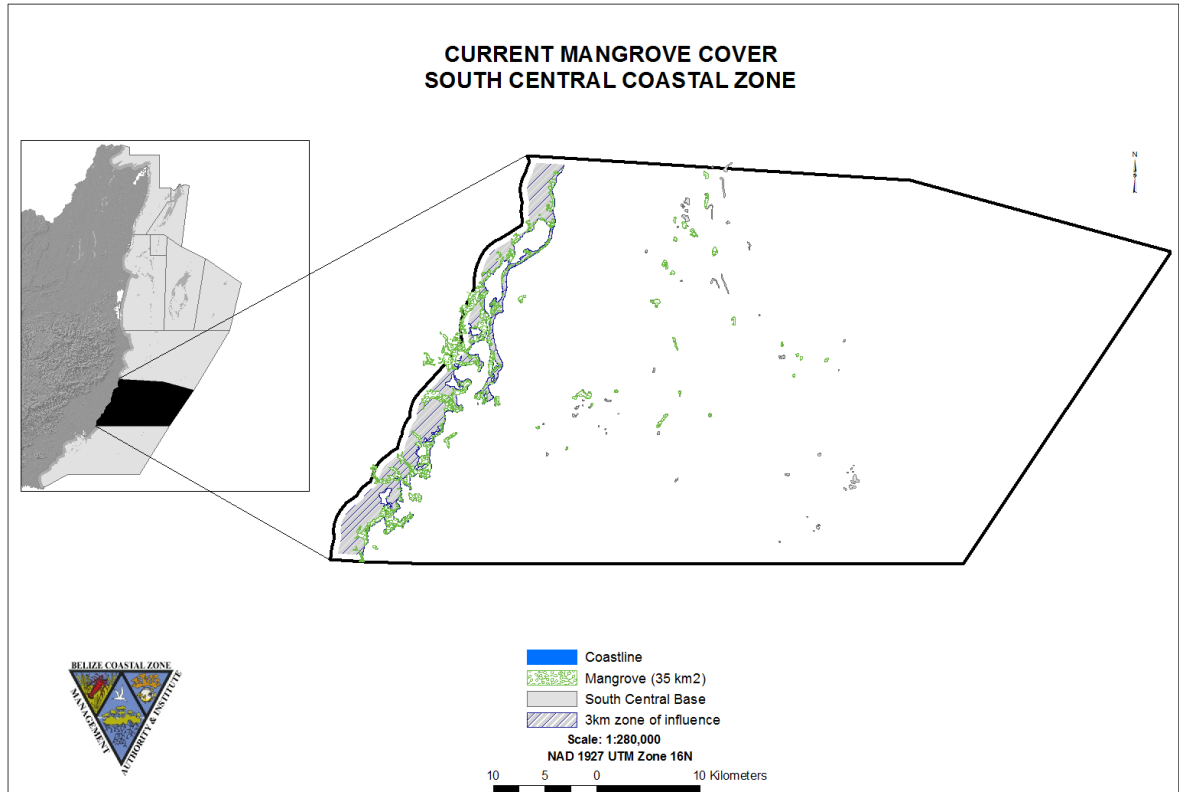 CURRENT MANGROVE COVER
SOUTH CENTRAL COASTAL ZONE
N
BELIZE COASTAL ZONE
MANAGEMENT
AUTHORITY & INSTITUTE
Coastline
Mangrove (35 km2)
South Central Base
3km zone of influence
Scale: 1:280,000
NAD 1927 UTM Zone 16N
10 5 0 10 Kilometers